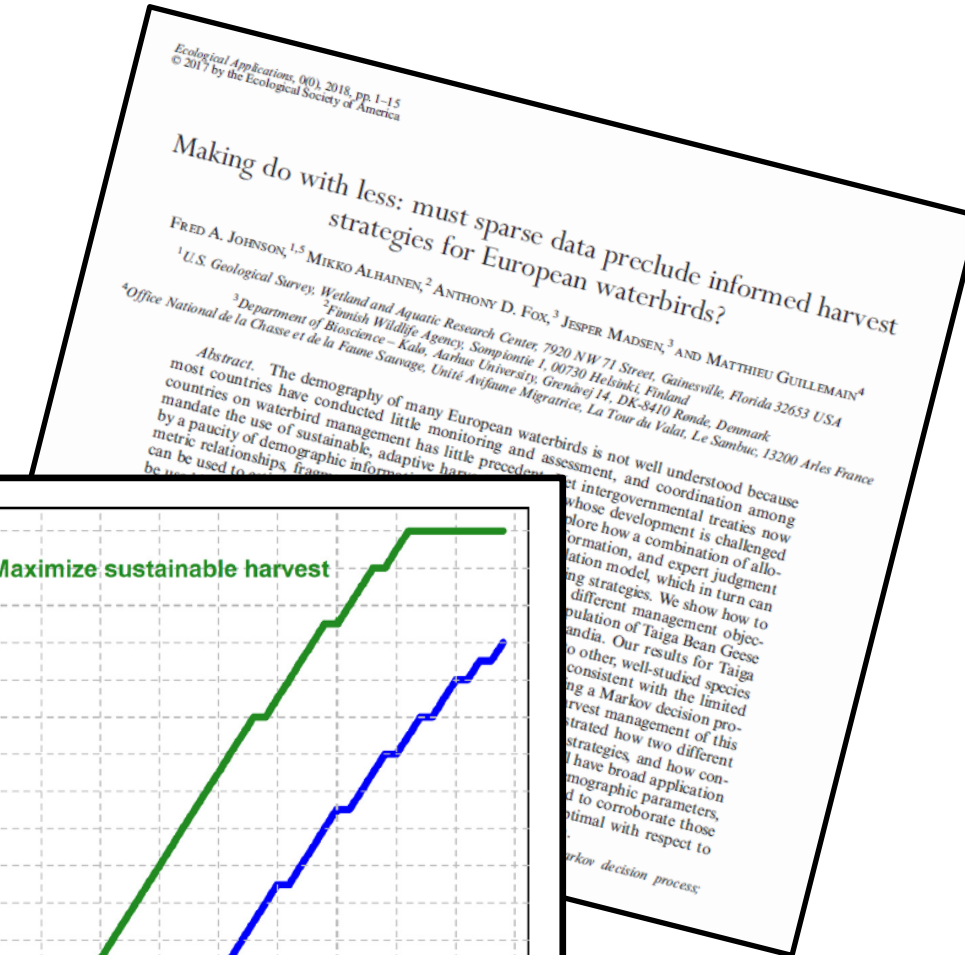 Ecological Applications, 0(0), 2018, pp. 1–15
© 2017 by the Ecological Society of America
Making do with less: must sparse data preclude informed harvest
strategies for European waterbirds?
FRED A. JOHNSON,1,5 MIKKO ALHAINEN,2 ANTHONY D. FOX,3 JESPER MADSEN,3 AND MATTHIEU GUILLEMAIN4
1U.S. Geological Survey, Wetland and Aquatic Research Center, 7920 NW 71 Street, Gainesville, Florida 32653 USA
2Finnish Wildlife Agency, Sompiontie 1, 00730 Helsinki, Finland
3Department of Bioscience – Kalø, Aarhus University, Grenåvej 14, DK-8410 Rønde, Denmark
4Office National de la Chasse et de la Faune Sauvage, Unité Avifaune Migratrice, La Tour du Valat, Le Sambuc, 13200 Arles France
Abstract. The demography of many European waterbirds is not well understood because
most countries have conducted little monitoring and assessment, and coordination among
countries on waterbird management has little precedent. et intergovernmental treaties now
mandate the use of sustainable, adaptive har whose development is challenged
by a paucity of demographic informa plore how a combination of allo-
metric relationships, fragm formation, and expert judgment
can be used to lation model, which in turn can
be us ing strategies. We show how to
different management objec-
pulation of Taiga Bean Geese
andia. Our results for Taiga
o other, well-studied species
consistent with the limited
ng a Markov decision pro-
rvest management of this
strated how two different
strategies, and how con-
l have broad application
mographic parameters,
d to corroborate those
ptimal with respect to
arkov decision process;
Maximize sustainable harvest